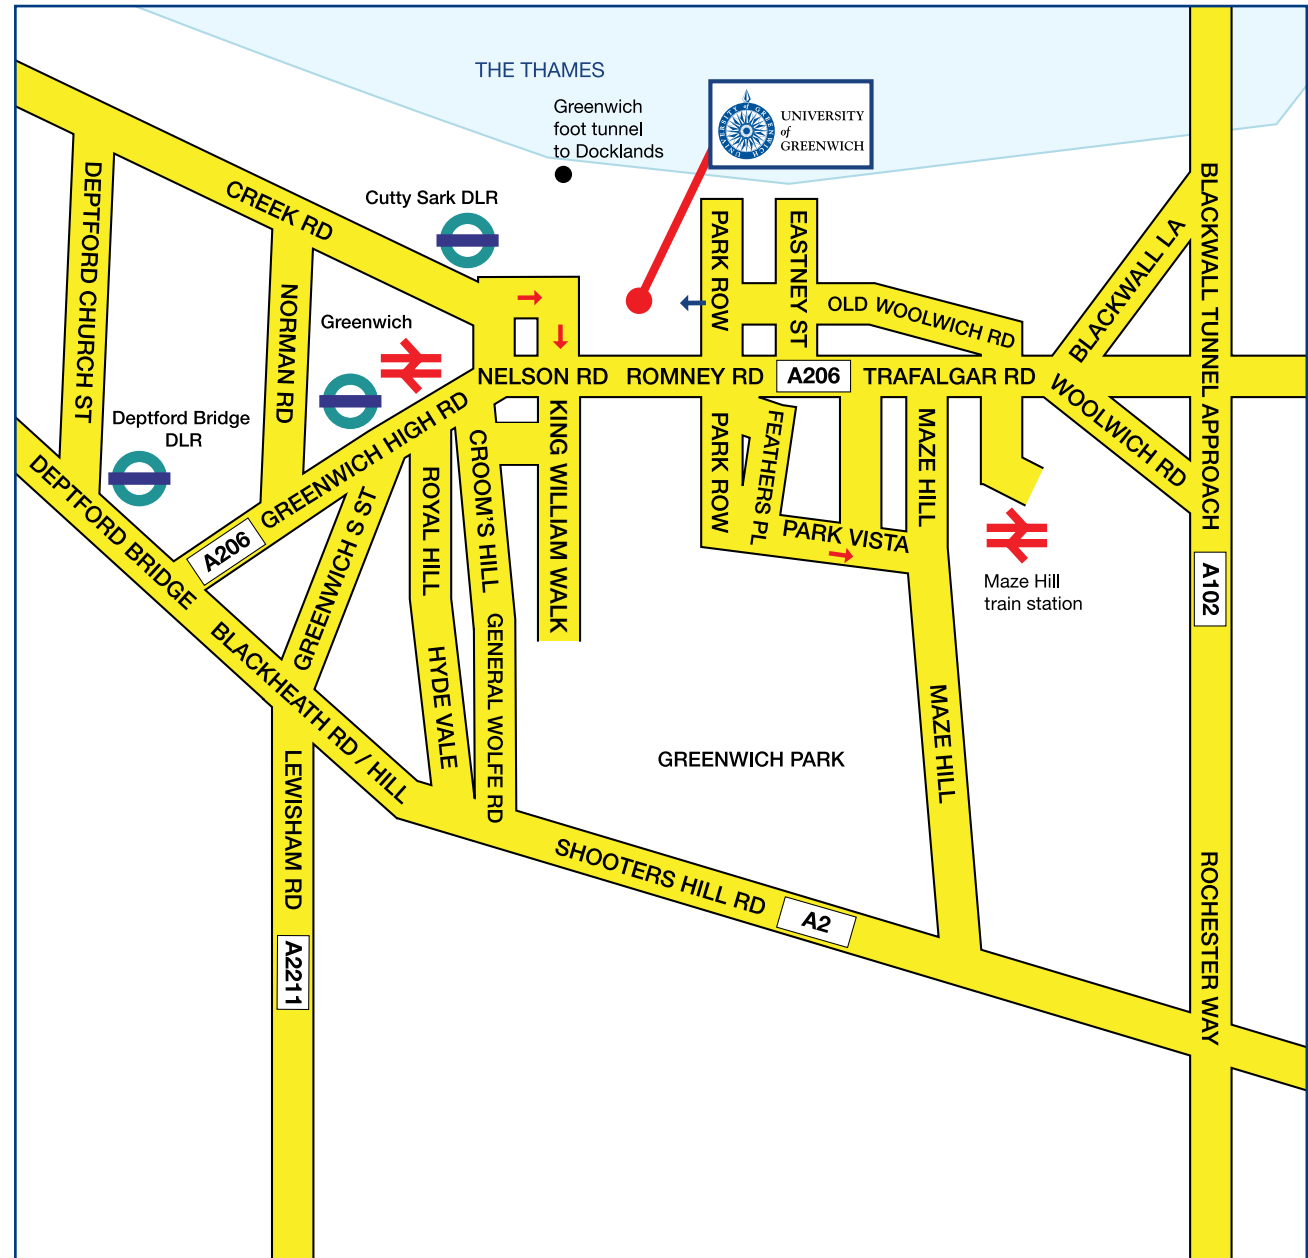 THE THAMES
Greenwich
foot tunnel
to Docklands
UNIVERSITY OF GREENWICH
UNIVERSITY
of
GREENWICH
Cutty Sark DLR
CREEK RD
DEPTFORD CHURCH ST
NORMAN RD
Greenwich
Deptford Bridge
DLR
PARK ROW
EASTNEY ST
OLD WOOLWICH RD
BLACKWALL LA
BLACKWALL TUNNEL APPROACH
NELSON RD
ROMNEY RD
A206
TRAFALGAR RD
WOOLWICH RD
GREENWICH HIGH RD
A206
DEPTFORD BRIDGE
GREENWICH S ST
ROYAL HILL
CROOM'S HILL
KING WILLIAM WALK
PARK ROW
FEATHERS PL
PARK VISTA
MAZE HILL
Maze Hill
train station
A102
BLACKHEATH RD / HILL
HYDE VALE
GENERAL WOLFE RD
MAZE HILL
GREENWICH PARK
LEWISHAM RD
A2211
SHOOTERS HILL RD
A2
ROCHESTER WAY